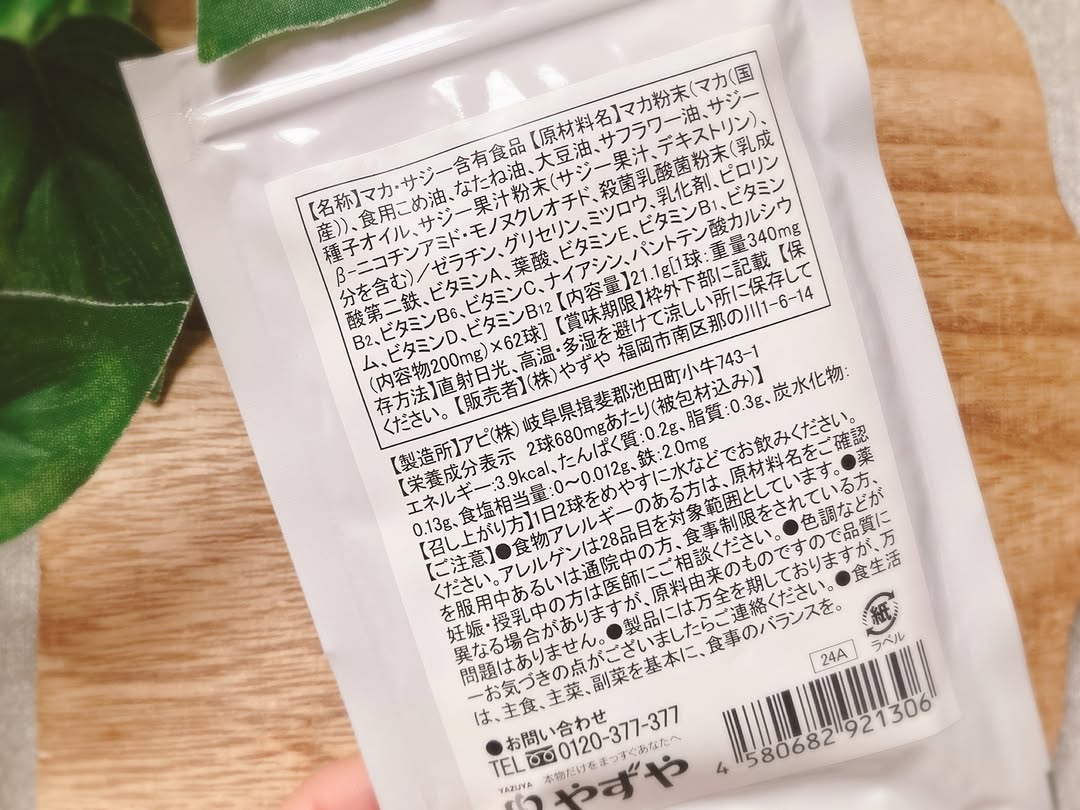 【名称】マカ・サジー含有食品【原材料名】マカ粉末(マカ(国
産))、食用こめ油、なたね油、大豆油、サフラワー油、サジー
種子オイル、サジー果汁粉末(サジー果汁、デキストリン)、
β-ニコチンアミド・モノヌクレオチド、殺菌乳酸菌粉末(乳成
分を含む)/ゼラチン、グリセリン、ミツロウ、乳化剤、ピロリン
酸第二鉄、ビタミンA、葉酸、ビタミンE、ビタミンB1、ビタミン
B2、ビタミンB6、ビタミンC、ナイアシン、パントテン酸カルシウ
ム、ビタミンD、ビタミンB12【内容量】21.1g[1球:重量340mg
(内容物200mg)×62球]【賞味期限】枠外下部に記載【保
存方法】直射日光、高温・多湿を避けて涼しい所に保存して
ください。【販売者】(株)やずや 福岡市南区那の川1-6-14
【製造所】アピ(株)岐阜県揖斐郡池田町小牛743-1
【栄養成分表示 2球680mgあたり(被包材込み)】
エネルギー:3.9kcal、たんぱく質:0.2g、脂質:0.3g、炭水化物:
0.13g、食塩相当量:0~0.012g、鉄:2.0mg
【召し上がり方】1日2球をめやすに水などでお飲みください。
【ご注意】●食物アレルギーのある方は、原材料名をご確認
ください。アレルゲンは28品目を対象範囲としています。●薬
を服用中あるいは通院中の方、食事制限をされている方、
妊娠・授乳中の方は医師にご相談ください。●色調などが
異なる場合がありますが、原料由来のものですので品質に
問題はありません。●製品には万全を期しておりますが、万
一お気づきの点がございましたらご連絡ください。●食生活
は、主食、主菜、副菜を基本に、食事のバランスを。
紙
ラベル
24A
●お問い合わせ
TEL 0120-377-377
本物だけをまっすぐあなたへ
YAZUYA
やずや
4 580682 921306